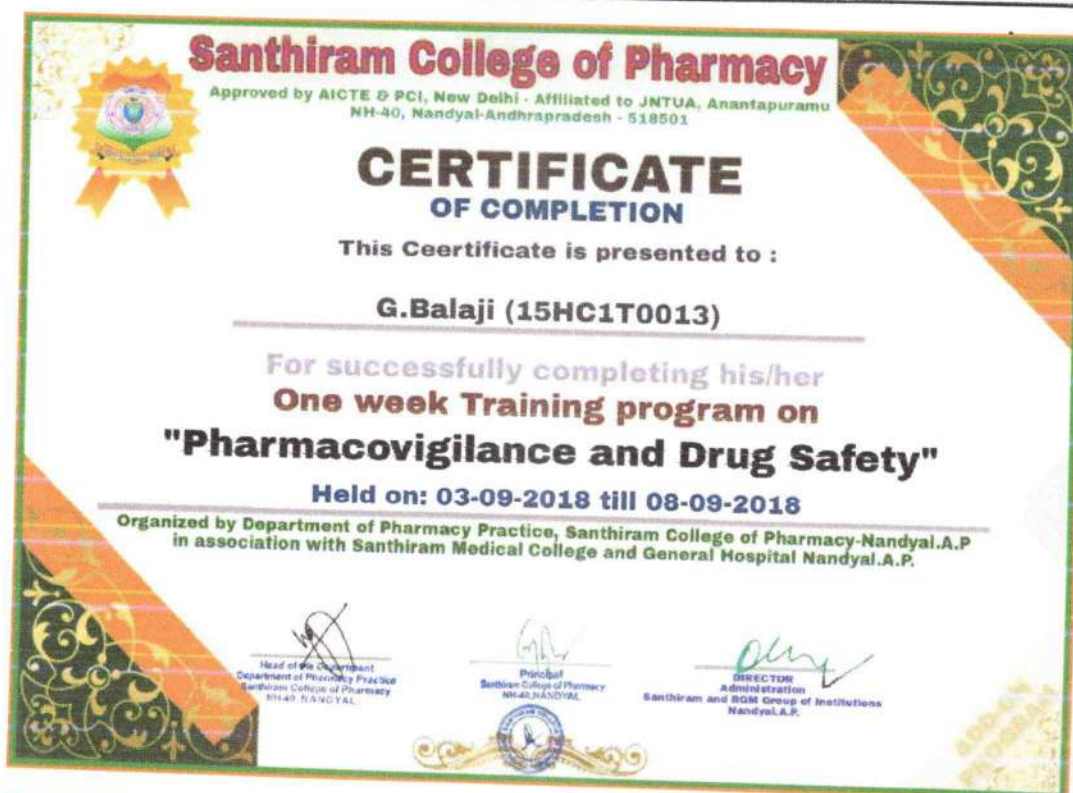 Santhiram College of Pharmacy
Approved by AICTE & PCI, New Delhi - Affiliated to JNTUA, Anantapuramu
NH-40, Nandyal-Andhrapradesh - 518501
CERTIFICATE
OF COMPLETION
This Ceertificate is presented to :
G.Balaji (15HC1T0013)
For successfully completing his/her
One week Training program on
"Pharmacovigilance and Drug Safety"
Held on: 03-09-2018 till 08-09-2018
Organized by Department of Pharmacy Practice, Santhiram College of Pharmacy-Nandyal.A.P
in association with Santhiram Medical College and General Hospital Nandyal.A.P.
Head of the Department
Department of Pharmacy Practice
Santhiram College of Pharmacy
NH-40, NANDYAL
Principal
Santhiram College of Pharmacy
NH-40, NANDYAL
DIRECTOR
Administration
Santhiram and RGM Group of Institutions
Nandyal.A.P.
ADD-ON
PROGRAM